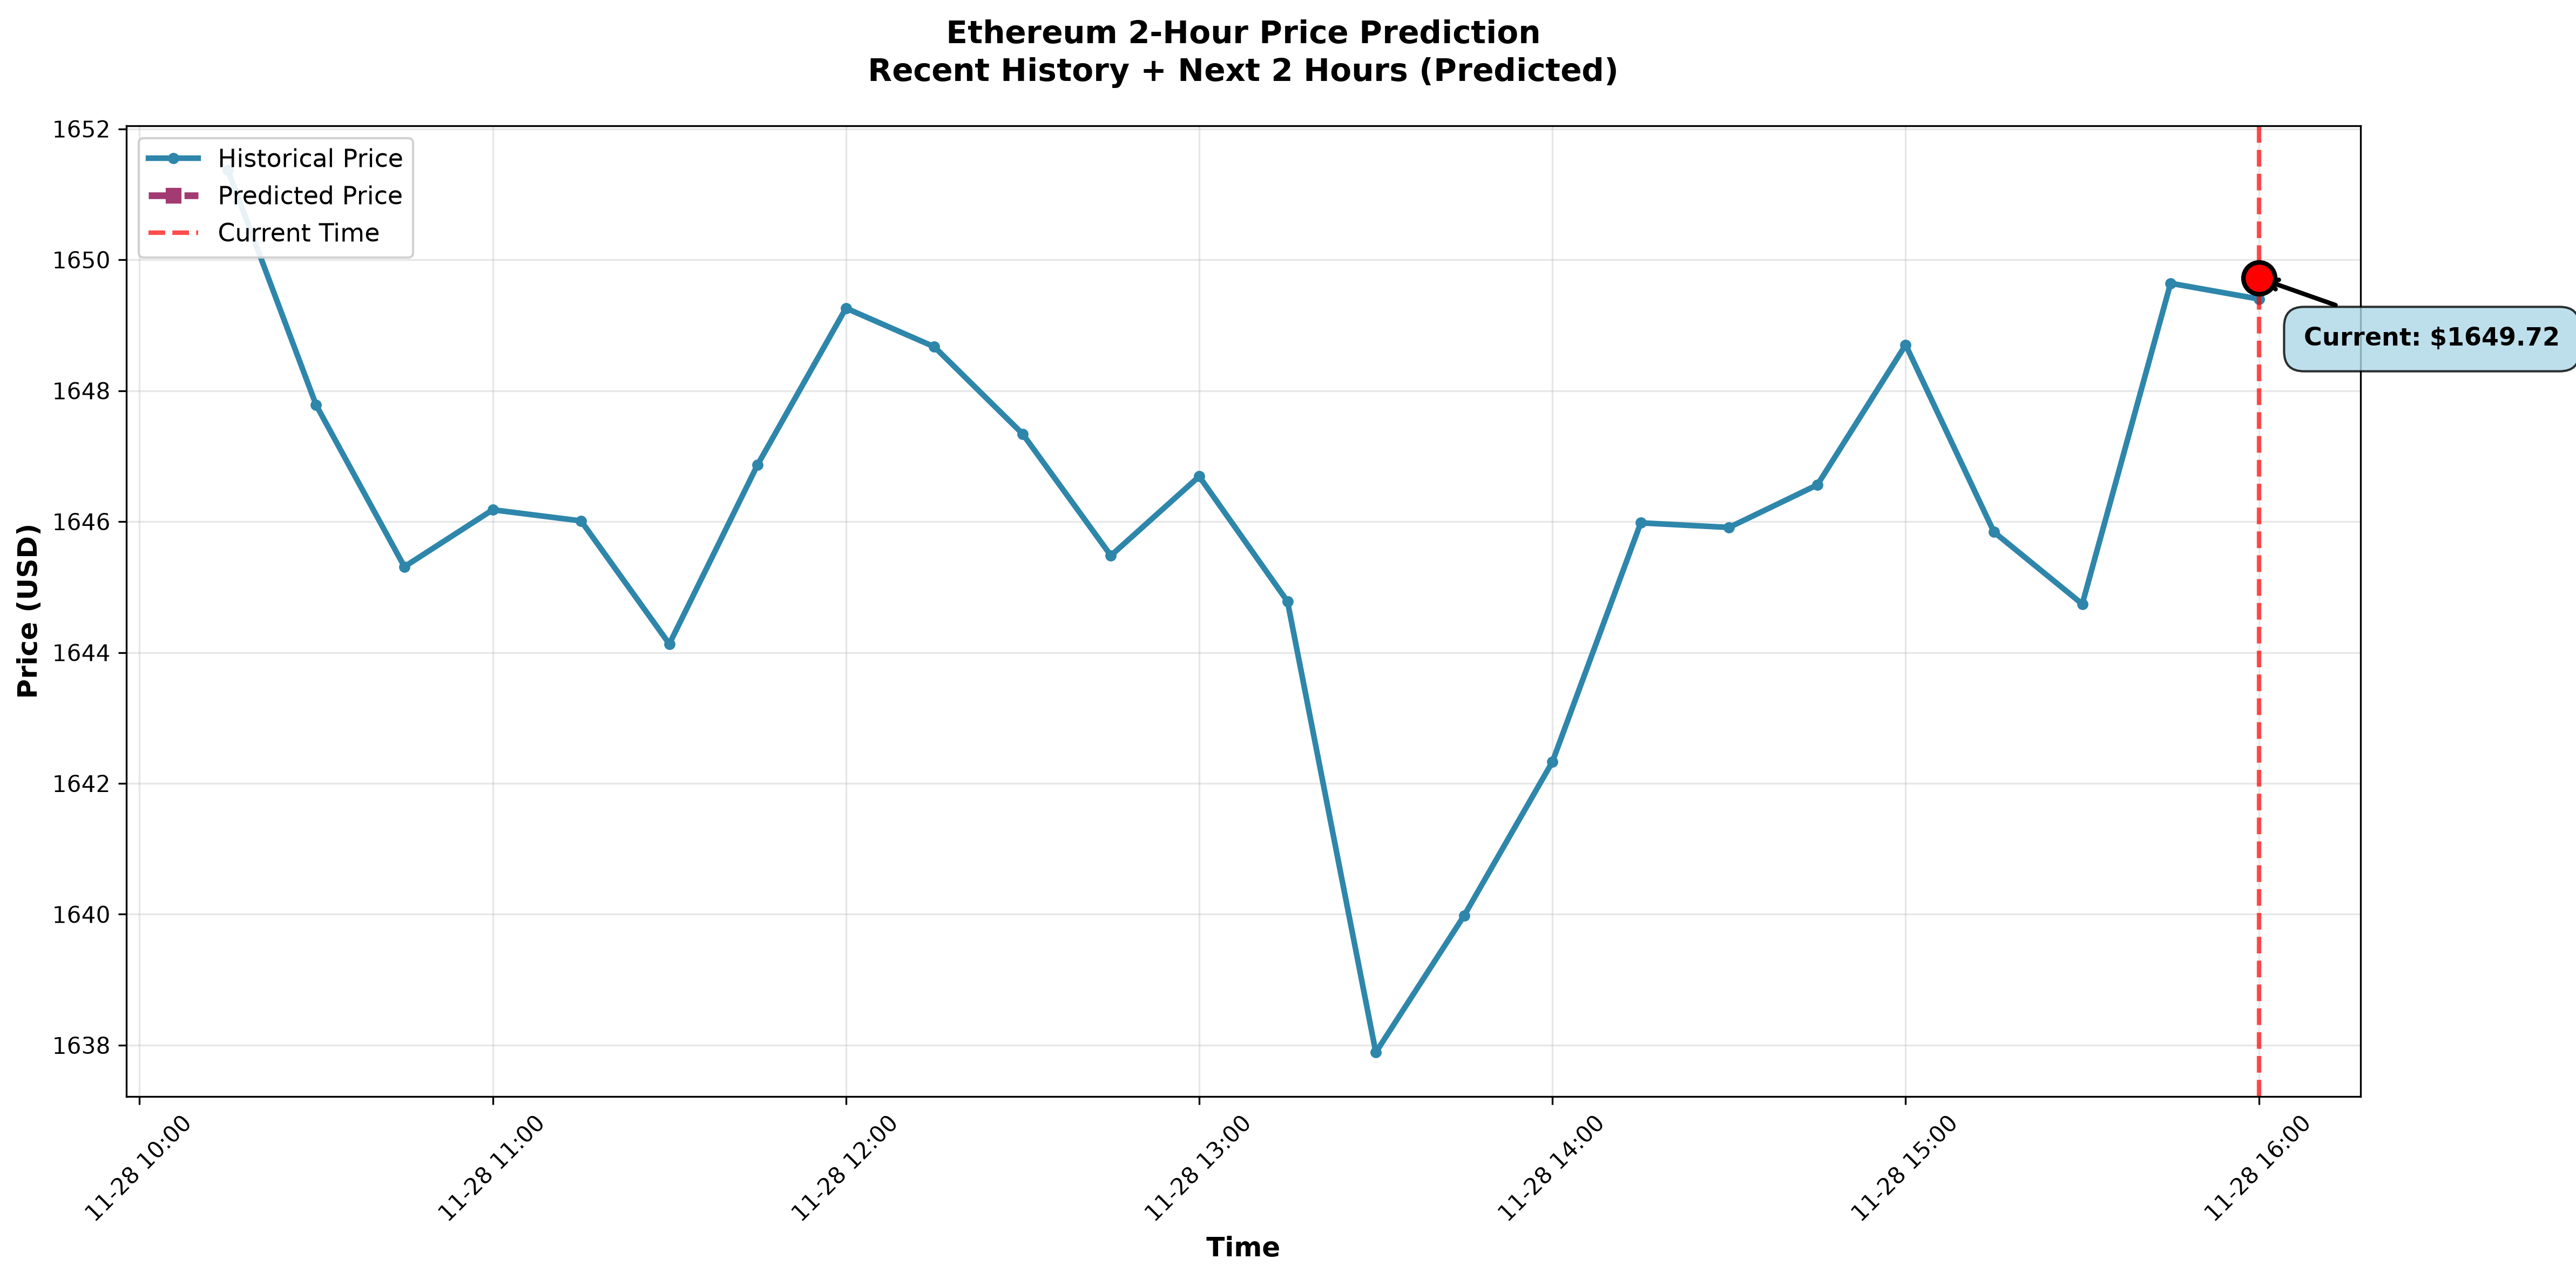 Ethereum 2-Hour Price Prediction
Recent History + Next 2 Hours (Predicted)
Historical Price
Predicted Price
Current Time
Current: $1649.72
Price (USD)
1652
1650
1648
1646
1644
1642
1640
1638
11-28 10:00
11-28 11:00
11-28 12:00
11-28 13:00
11-28 14:00
11-28 15:00
11-28 16:00
Time